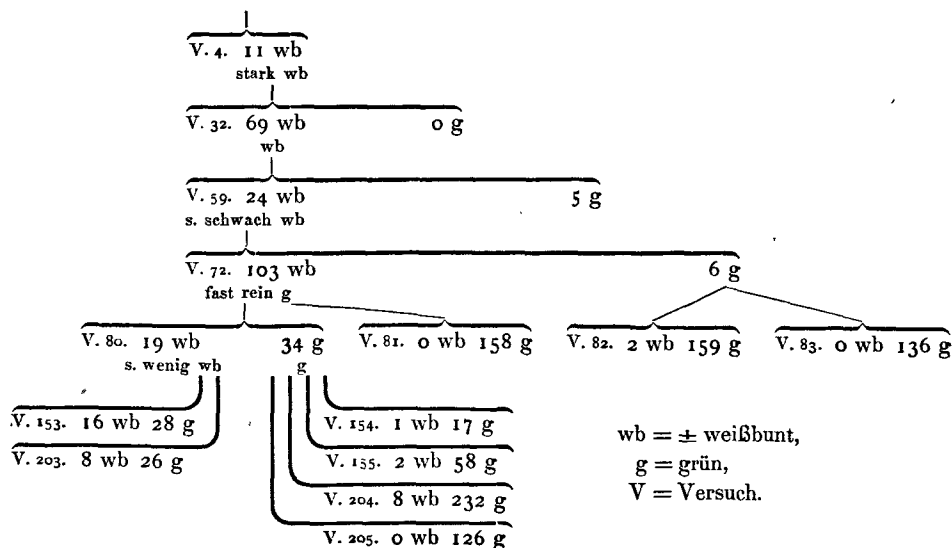 V. 4. 11 wb
stark wb
V. 32. 69 wb 0 g
wb
V. 59. 24 wb 5 g
s. schwach wb
V. 72. 103 wb 6 g
fast rein g
V. 80. 19 wb 34 g V. 81. 0 wb 158 g V. 82. 2 wb 159 g V. 83. 0 wb 136 g
s. wenig wb g
V. 153. 16 wb 28 g V. 154. 1 wb 17 g
V. 203. 8 wb 26 g V. 155. 2 wb 58 g
V. 204. 8 wb 232 g
V. 205. 0 wb 126 g
wb = ± weißbunt,
g = grün,
V = Versuch.